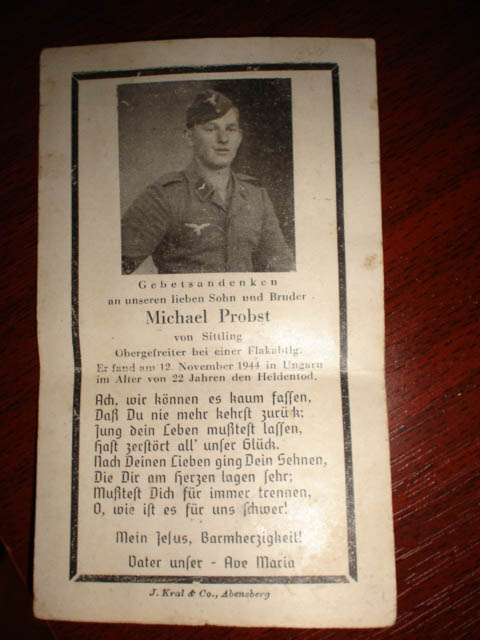 Gebetsandenken
an unseren lieben Sohn und Bruder
Michael Probst
von Sittling
Obergefreiter bei einer Flakabtlg.
Er fand am 12. November 1944 in Ungarn
im Alter von 22 Jahren den Heldentod.
Ach, wir können es kaum fassen,
Daß Du nie mehr kehrst zurück;
Jung dein Leben mußtest lassen,
Hast zerstört all' unser Glück.
Nach Deinen Lieben ging Dein Sehnen,
Die Dir am Herzen lagen sehr;
Mußtest Dich für immer trennen,
O, wie ist es für uns schwer!
Mein Jesus, Barmherzigkeit!
Vater unser - Ave Maria
J. Kral & Co., Abensberg